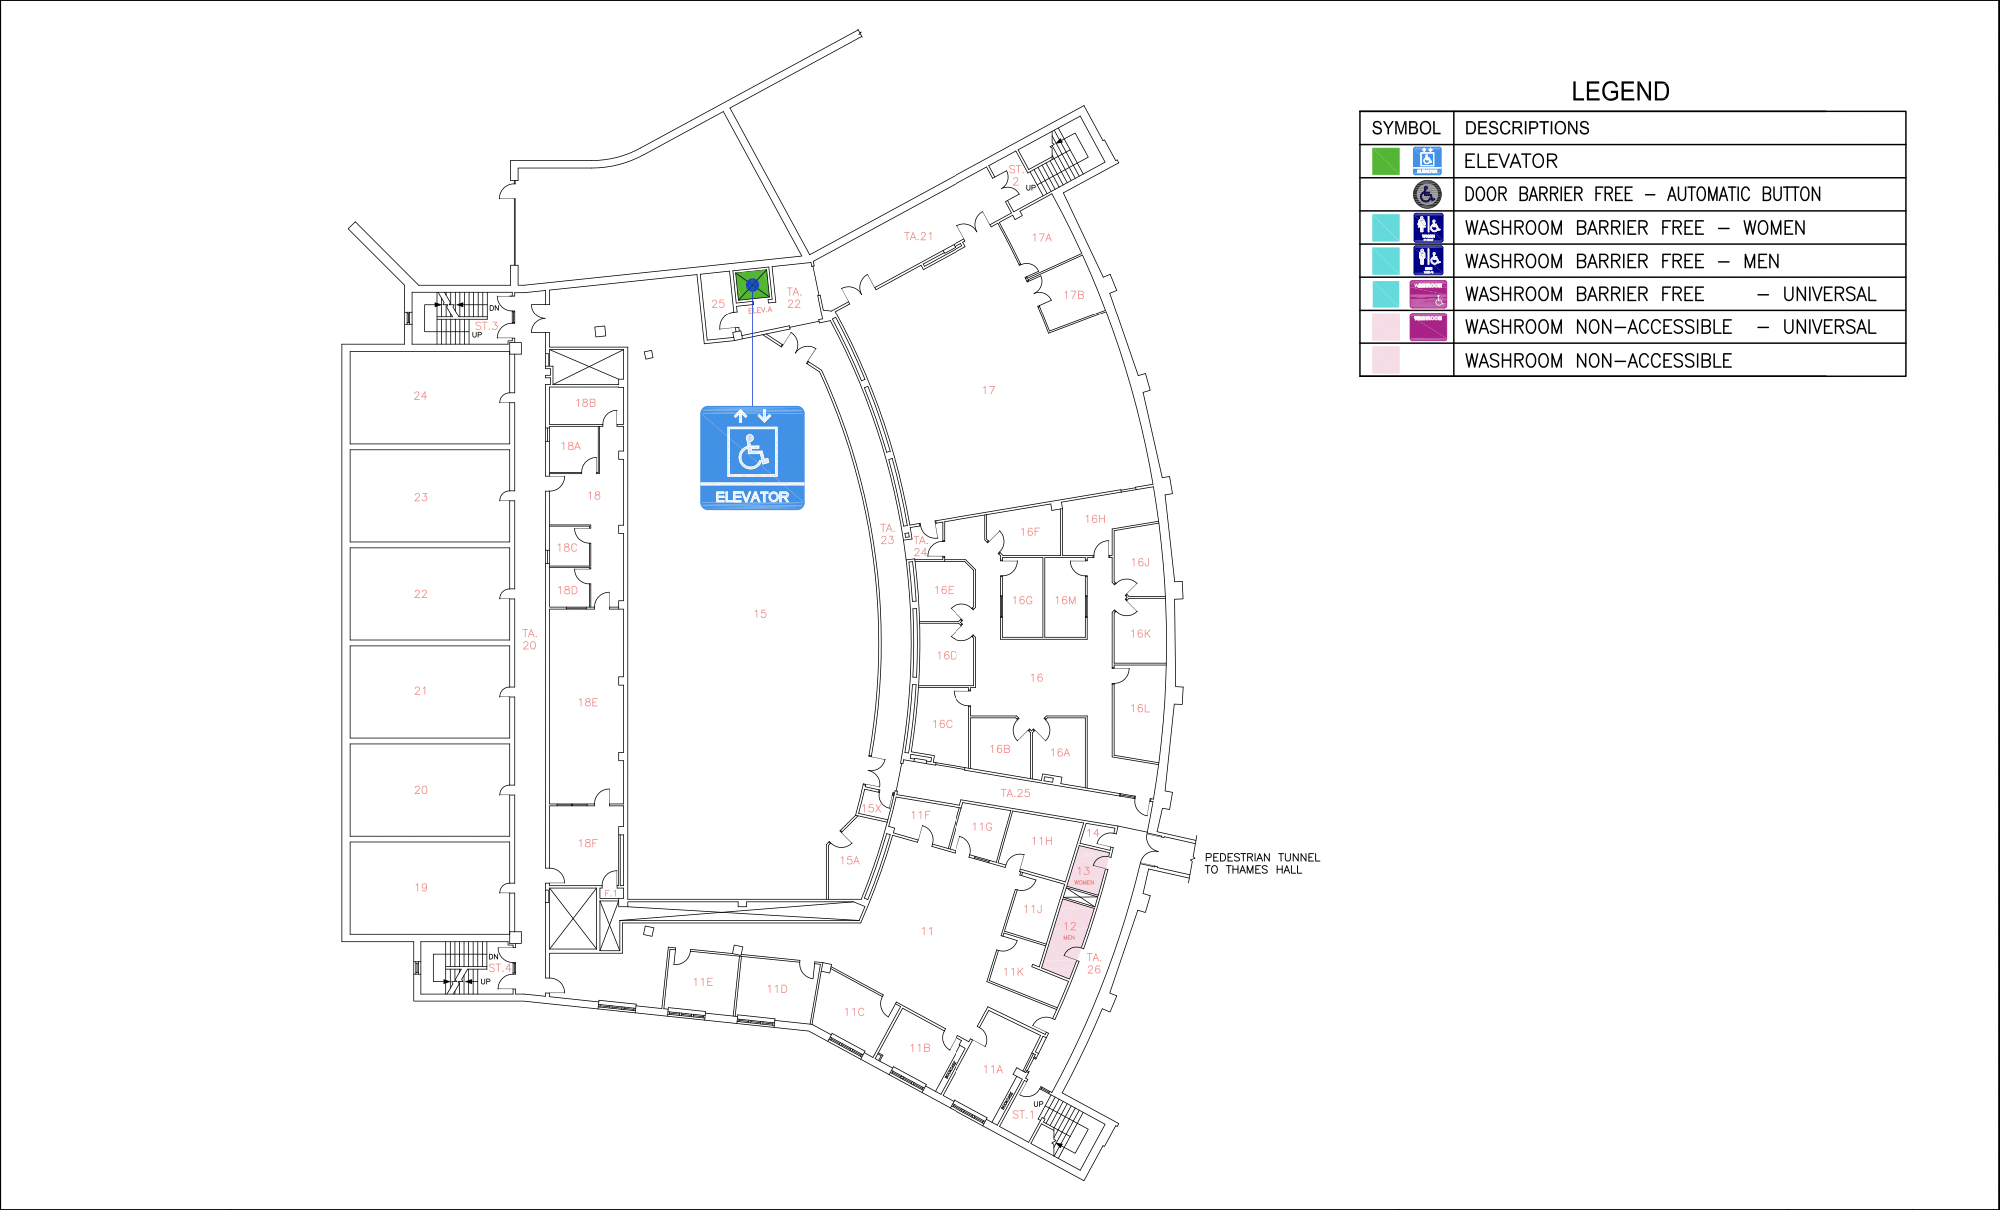 LEGEND
SYMBOL DESCRIPTIONS
ELEVATOR
DOOR BARRIER FREE - AUTOMATIC BUTTON
WASHROOM BARRIER FREE - WOMEN
WASHROOM BARRIER FREE - MEN
WASHROOM BARRIER FREE - UNIVERSAL
WASHROOM NON-ACCESSIBLE - UNIVERSAL
WASHROOM NON-ACCESSIBLE
ST.
2
UP
TA.21
17A
17B
TA.
22
25
ELEV.A
DN
ST.3
UP
17
24
18B
18A
ELEVATOR
23
18
TA.
23
TA.
24
16F
16H
16J
18C
18D
22
16E
16G
16M
15
TA.
20
16K
16D
16
21
18E
16C
16L
16B
16A
20
TA.25
15X
11F
11G
11H
14
18F
15A
PEDESTRIAN TUNNEL
TO THAMES HALL
13
WOMEN
19
F.1
11J
12
MEN
11
DN
ST.4
UP
TA.
26
11K
11E
11D
11C
11B
11A
BOOKCASE
BOOKCASE
UP
ST.1